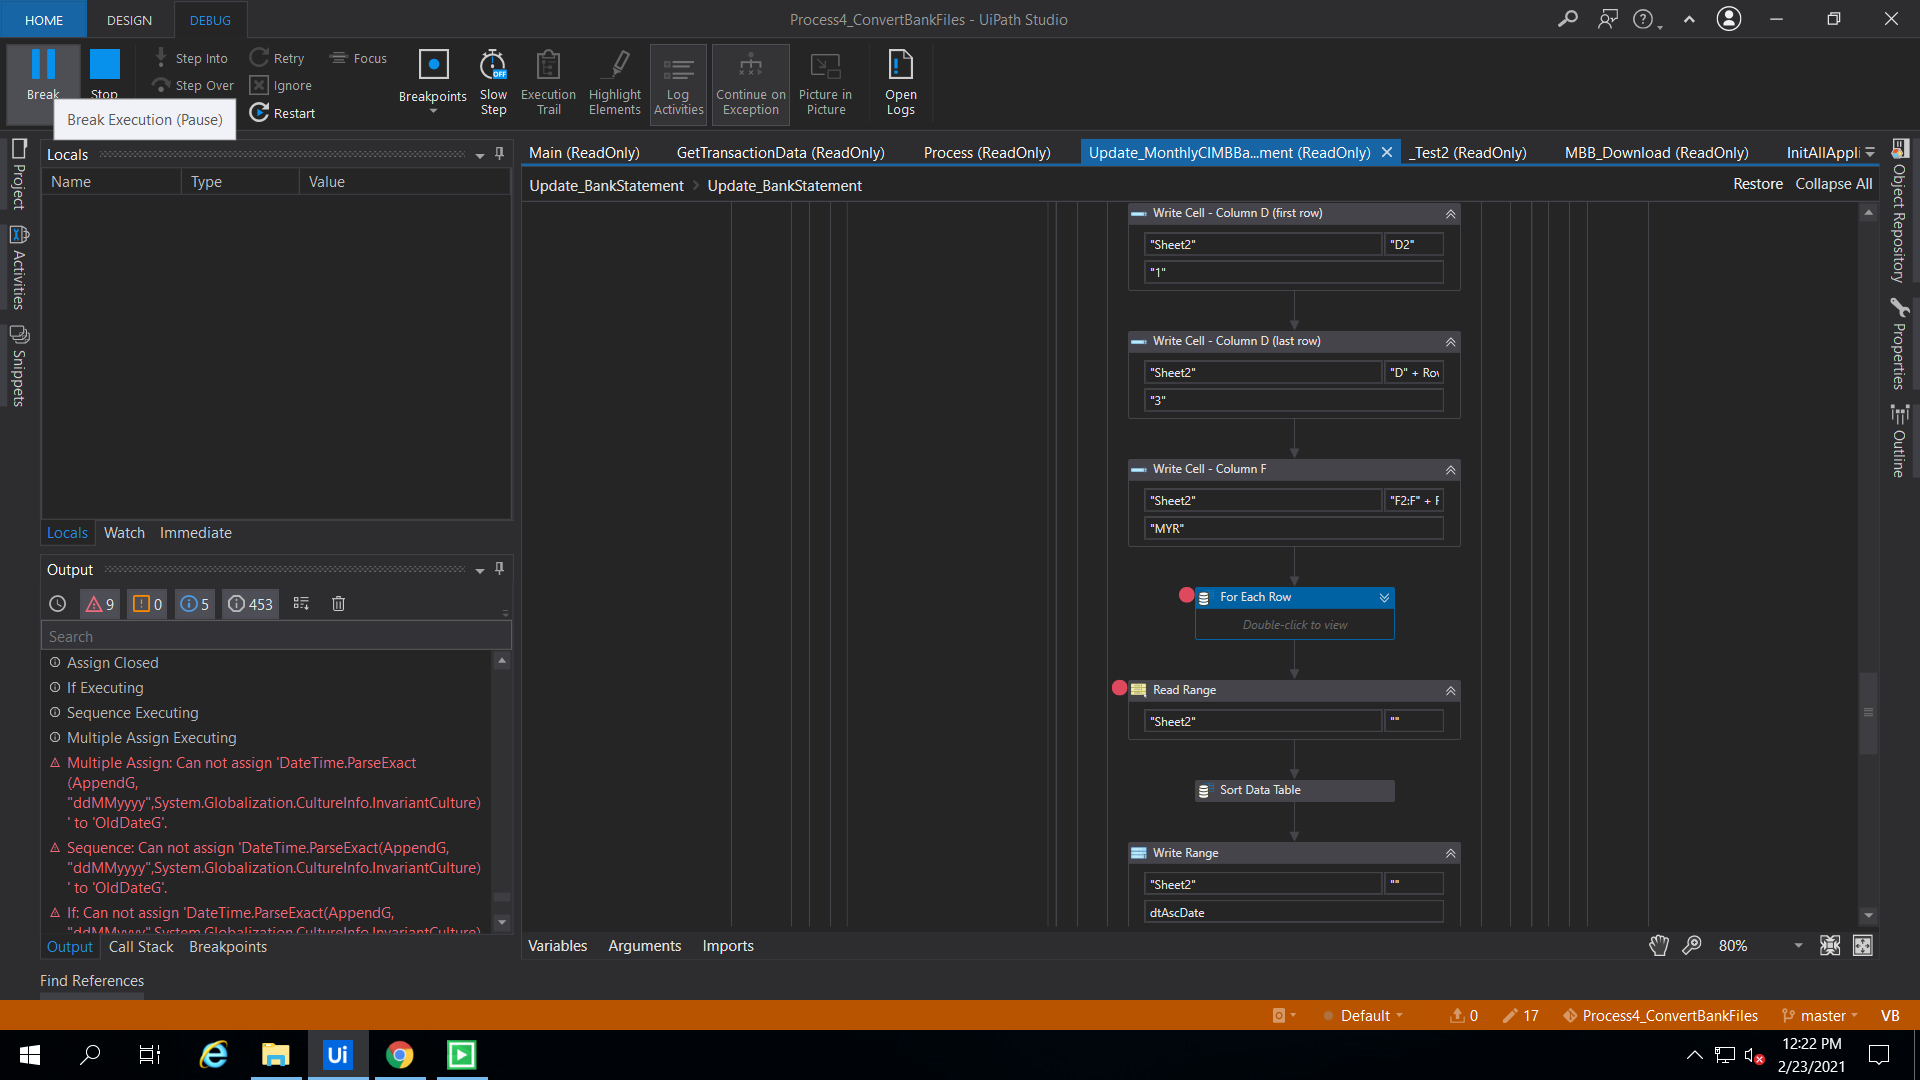 HOME DESIGN DEBUG Process4_ConvertBankFiles - UiPath Studio
Break
Stop
Step Into
Step Over
Retry
Ignore
Restart
Focus
Breakpoints
Slow
Step
Execution
Trail
Highlight
Elements
Log
Activities
Continue on
Exception
Picture in
Picture
Open
Logs
Break Execution (Pause)
Project
Activities
Snippets
Locals
Name Type Value
Locals Watch Immediate
Output
9 0 5 453
Search
Assign Closed
If Executing
Sequence Executing
Multiple Assign Executing
Multiple Assign: Can not assign 'DateTime.ParseExact
(AppendG,
"ddMMyyyy",System.Globalization.CultureInfo.InvariantCulture)
' to 'OldDateG'.
Sequence: Can not assign 'DateTime.ParseExact(AppendG,
"ddMMyyyy",System.Globalization.CultureInfo.InvariantCulture)
' to 'OldDateG'.
If: Can not assign 'DateTime.ParseExact(AppendG,
"ddMMyyyy",System.Globalization.CultureInfo.InvariantCulture)
Output Call Stack Breakpoints
Find References
Main (ReadOnly) GetTransactionData (ReadOnly) Process (ReadOnly) Update_MonthlyCIMBBa...ment (ReadOnly) _Test2 (ReadOnly) MBB_Download (ReadOnly) InitAllAppli
Update_BankStatement Update_BankStatement
Restore Collapse All
Write Cell - Column D (first row)
"Sheet2" "D2"
"1"
Write Cell - Column D (last row)
"Sheet2" "D" + Rov
"3"
Write Cell - Column F
"Sheet2" "F2:F" + F
"MYR"
For Each Row
Double-click to view
Read Range
"Sheet2" ""
Sort Data Table
Write Range
"Sheet2" ""
dtAscDate
Variables Arguments Imports
80%
Object Repository
Properties
Outline
Default 0 17 Process4_ConvertBankFiles master VB
OFF
Ui
12:22 PM
2/23/2021